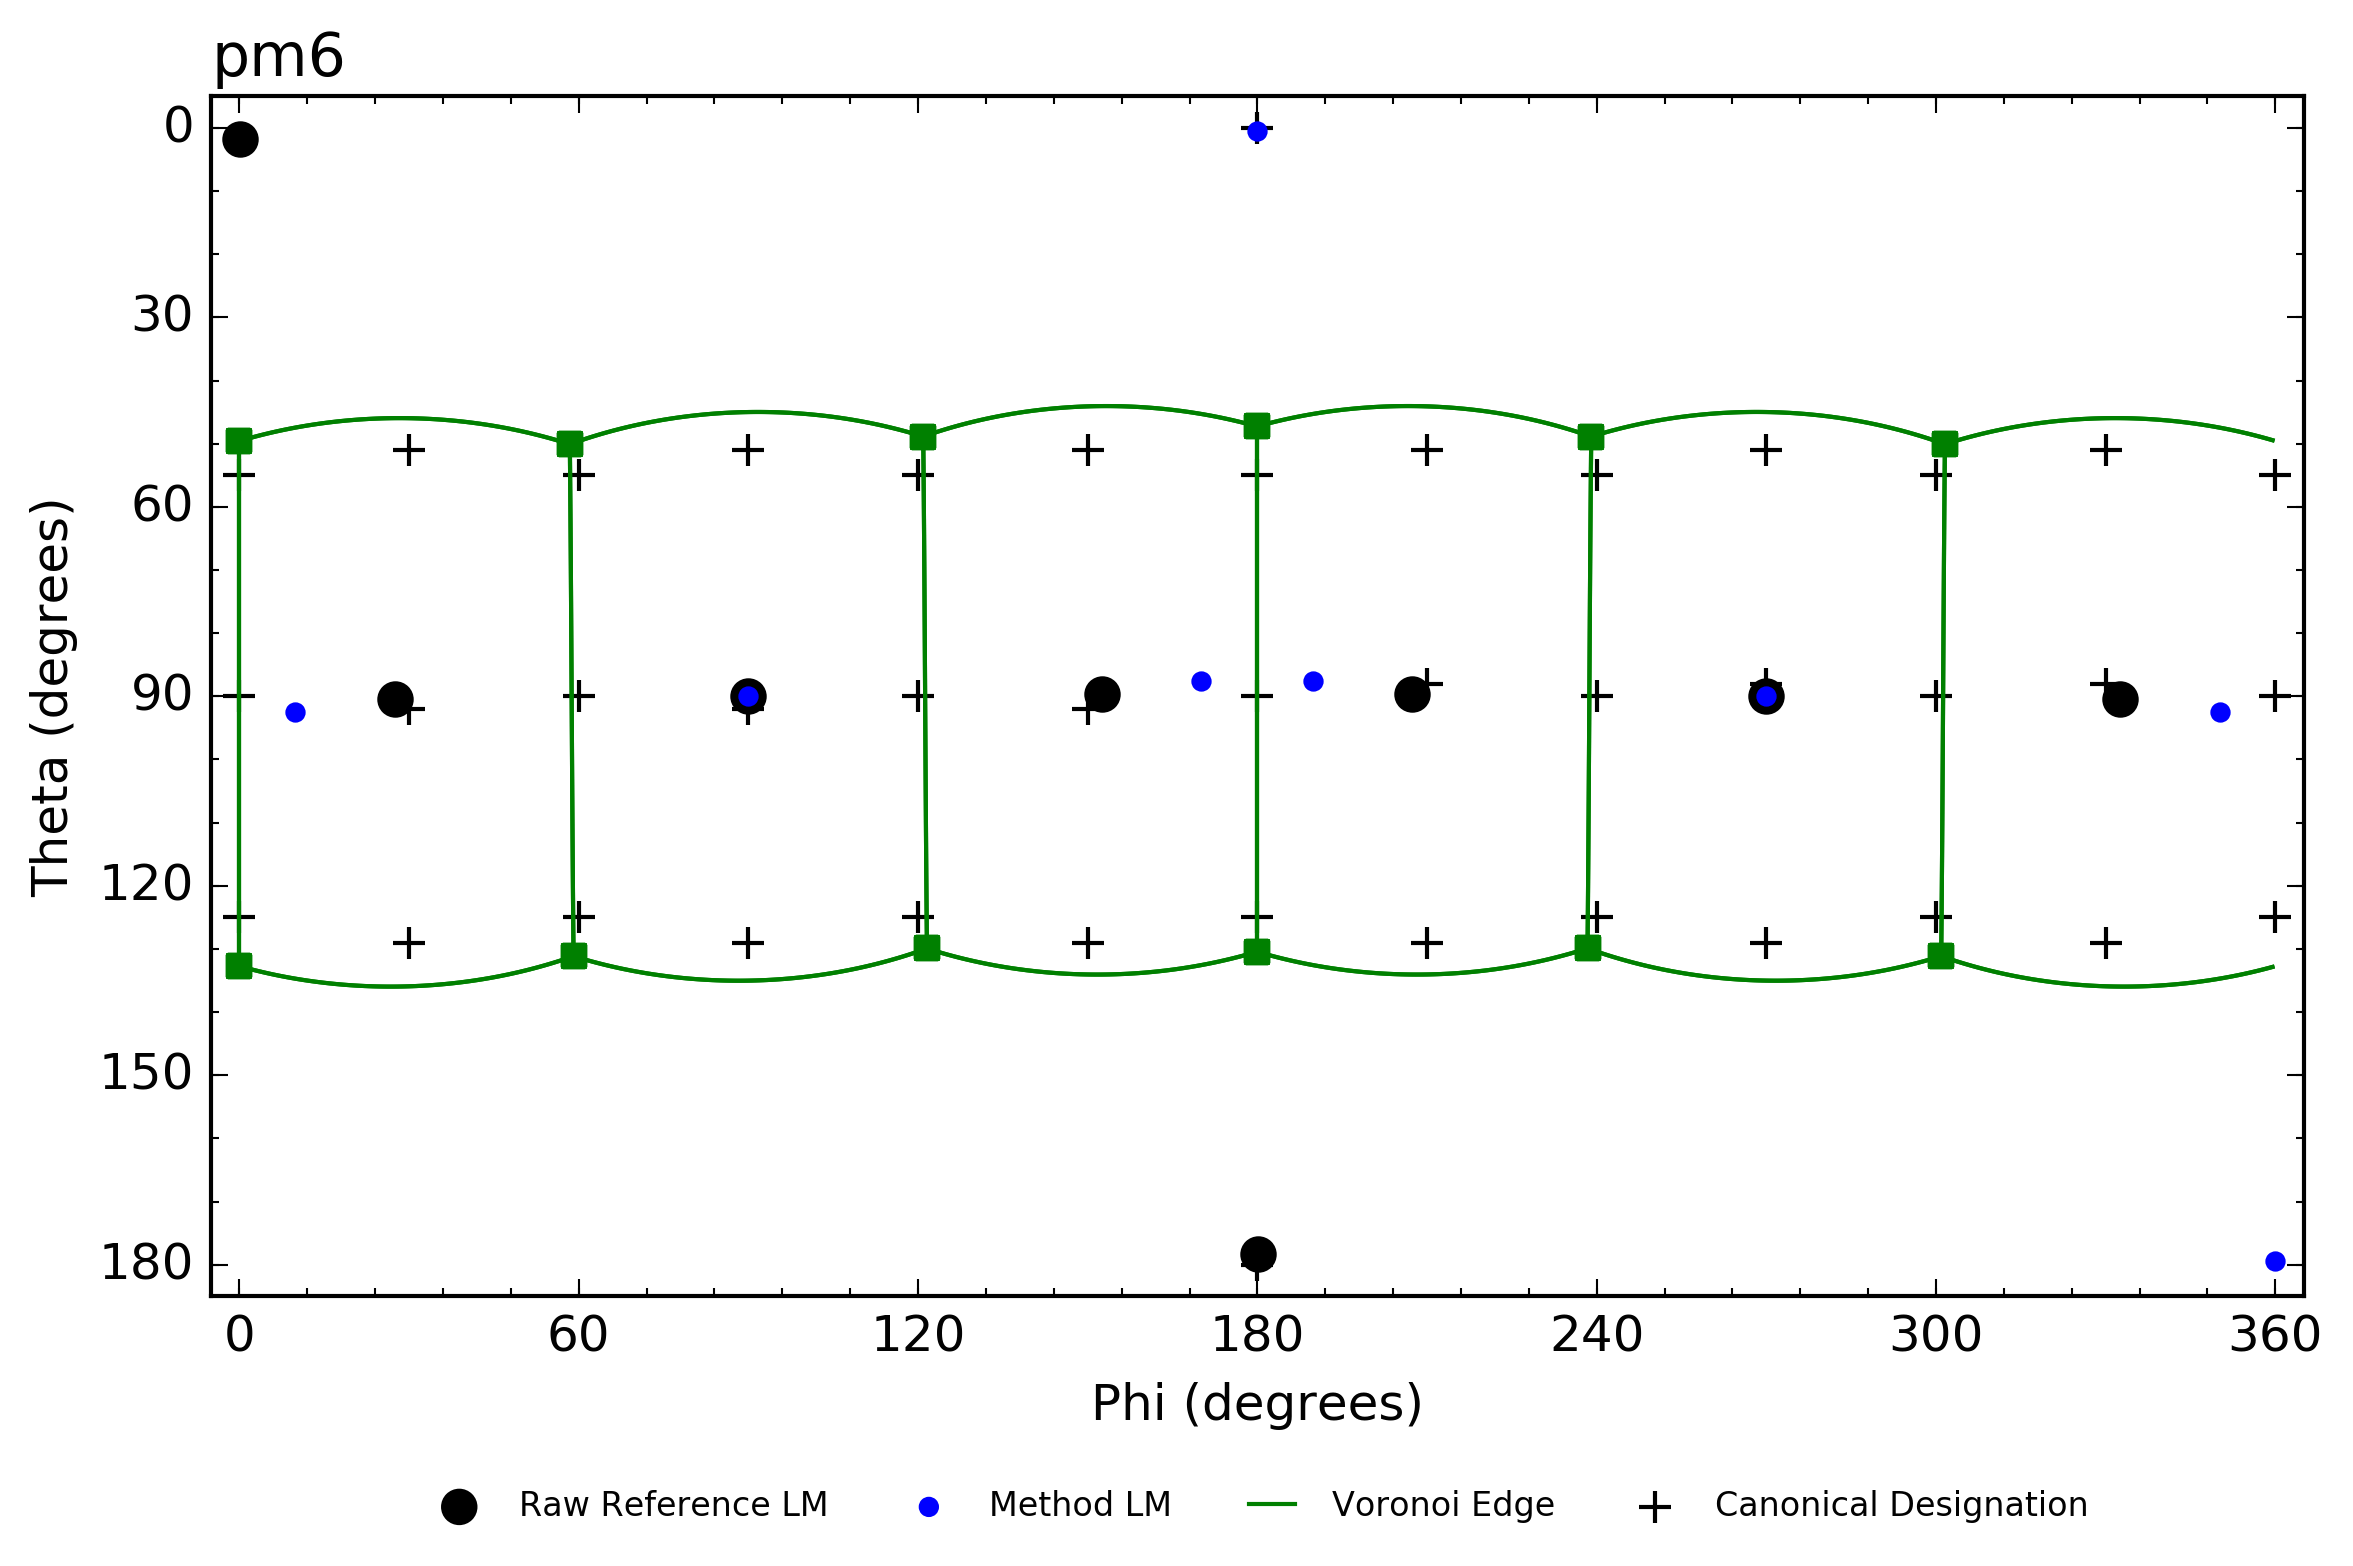 pm6
0
30
60
90
120
150
180
Theta (degrees)
0 60 120 180 240 300 360
Phi (degrees)
Raw Reference LM Method LM Voronoi Edge Canonical Designation